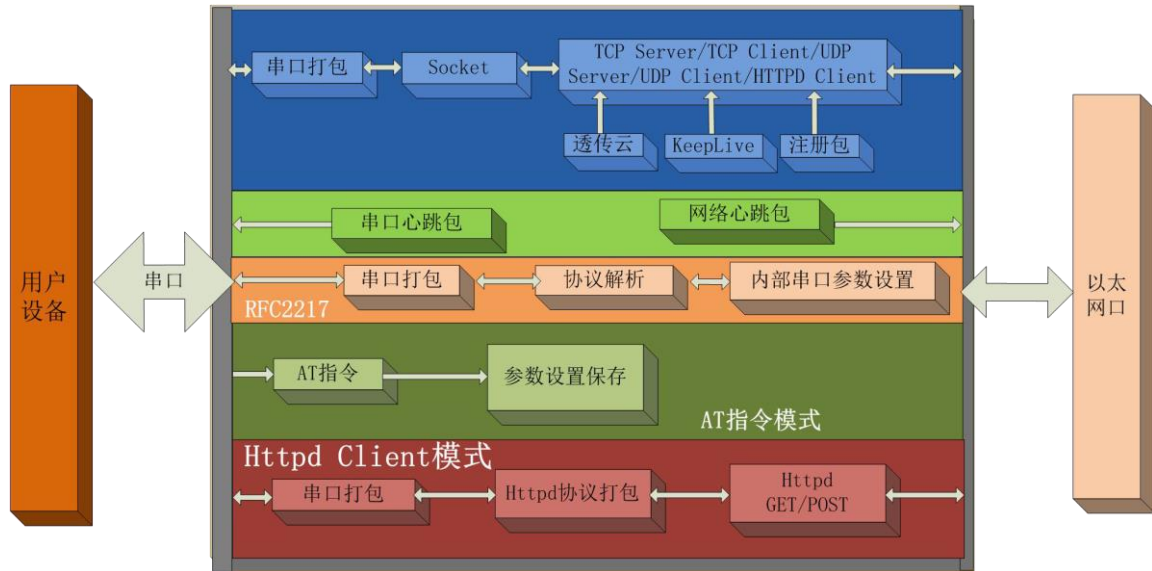 TCP Server/TCP Client/UDP
Server/UDP Client/HTTPD Client
串口打包
Socket
透传云
KeepLive
注册包
串口心跳包
网络心跳包
用户
设备
串口
串口打包
协议解析
内部串口参数设置
RFC2217
以太
网口
AT指令
参数设置保存
AT指令模式
Httpd Client模式
串口打包
Httpd协议打包
Httpd
GET/POST